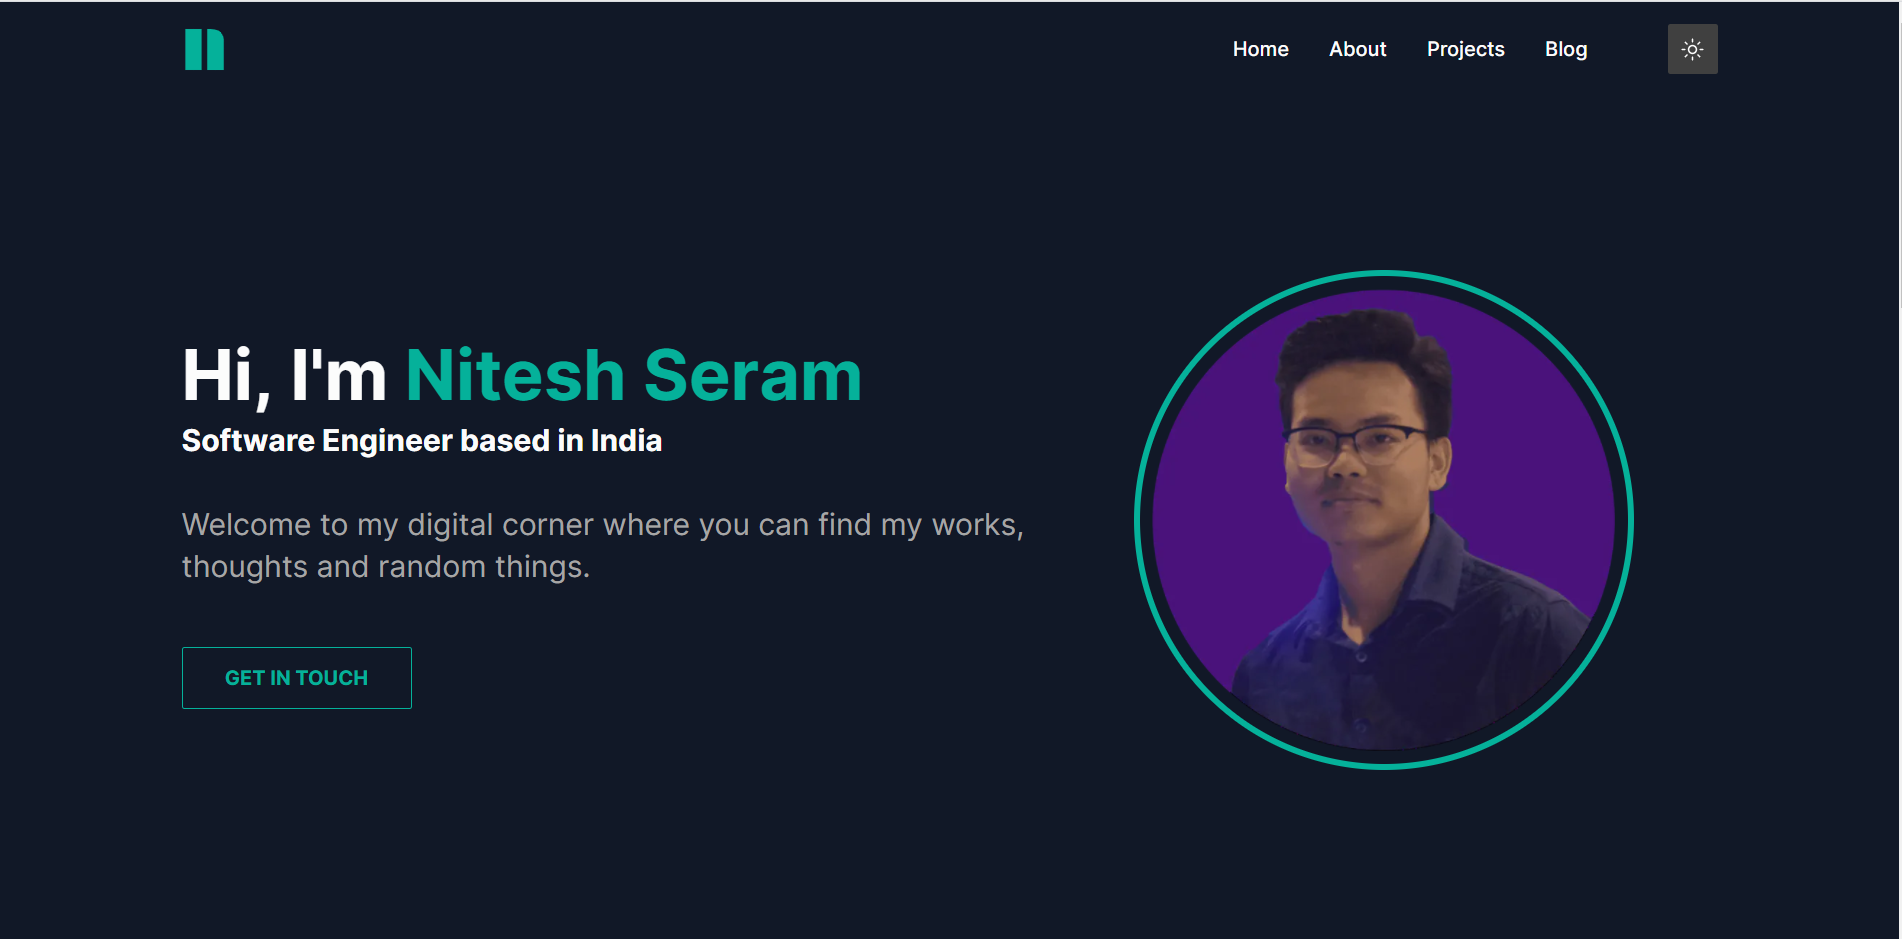 n
Home About Projects Blog
Hi, I'm Nitesh Seram
Software Engineer based in India
Welcome to my digital corner where you can find my works,
thoughts and random things.
GET IN TOUCH